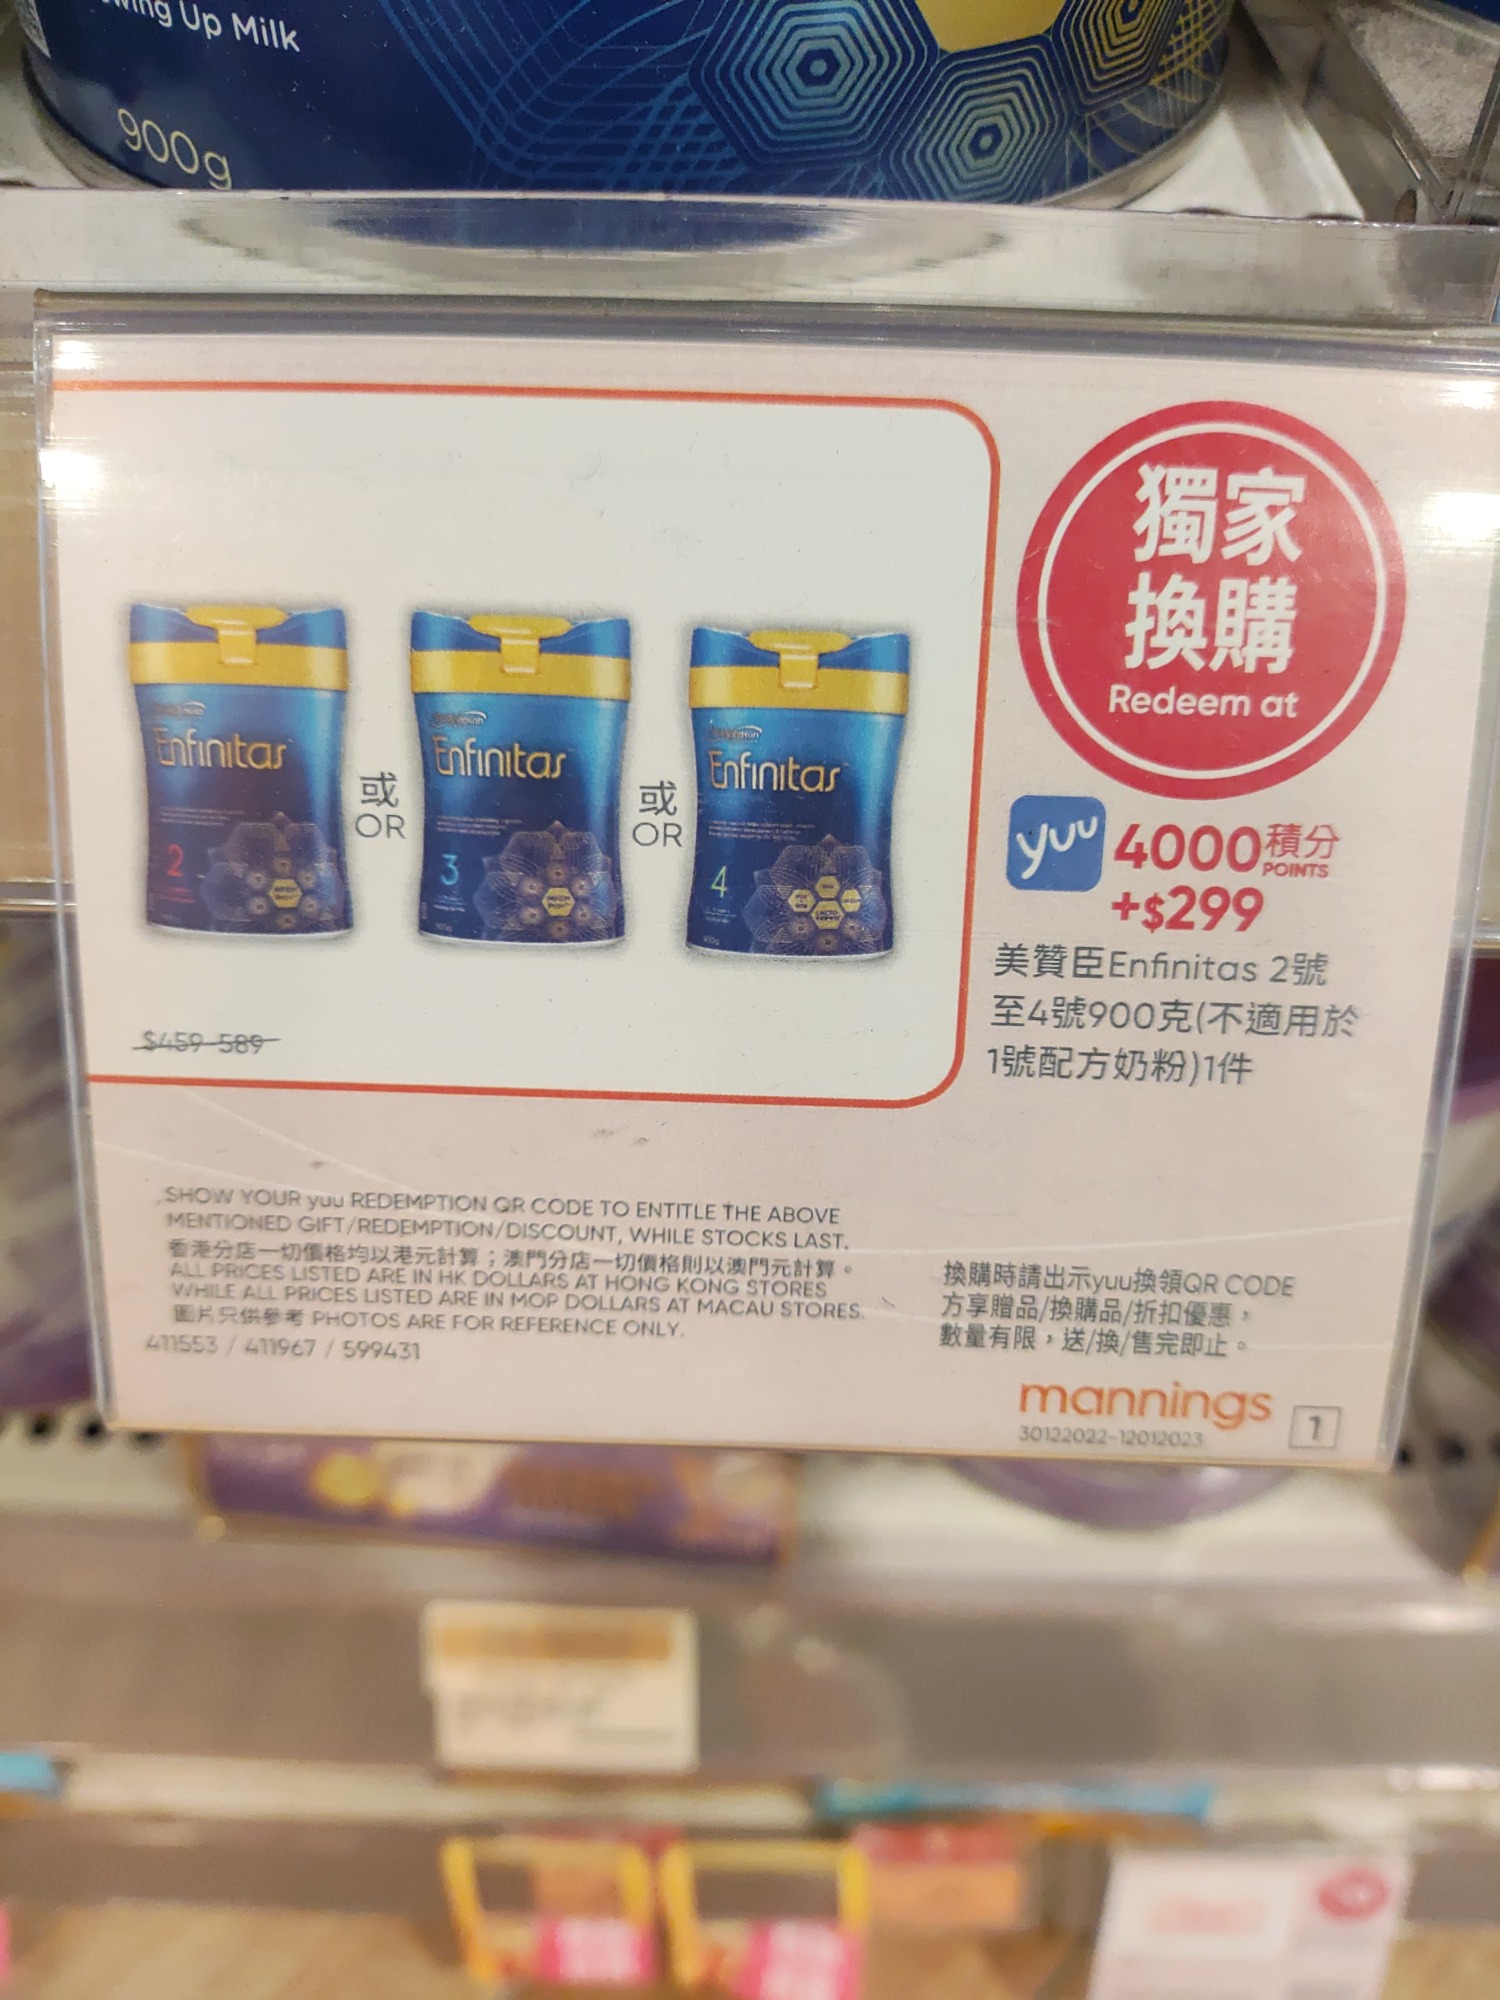 Up Milk
900g
獨家
換購
Redeem at
yuu 4000積分
POINTS
+$299
美贊臣Enfinitas 2號
至4號900克(不適用於
1號配方奶粉)1件
Enfinitas
2
或
OR
Enfinitas
3
或
OR
Enfinitas
4
900g
$459-589
SHOW YOUR yuu REDEMPTION QR CODE TO ENTITLE THE ABOVE
MENTIONED GIFT/REDEMPTION/DISCOUNT, WHILE STOCKS LAST.
香港分店一切價格均以港元計算；澳門分店一切價格則以澳門元計算。
ALL PRICES LISTED ARE IN HK DOLLARS AT HONG KONG STORES
WHILE ALL PRICES LISTED ARE IN MOP DOLLARS AT MACAU STORES.
圖片只供參考 PHOTOS ARE FOR REFERENCE ONLY.
411553 / 411967 / 599431
換購時請出示yuu換領QR CODE
方享贈品/換購品/折扣優惠，
數量有限，送/換/售完即止。
mannings
30122022-12012023
1